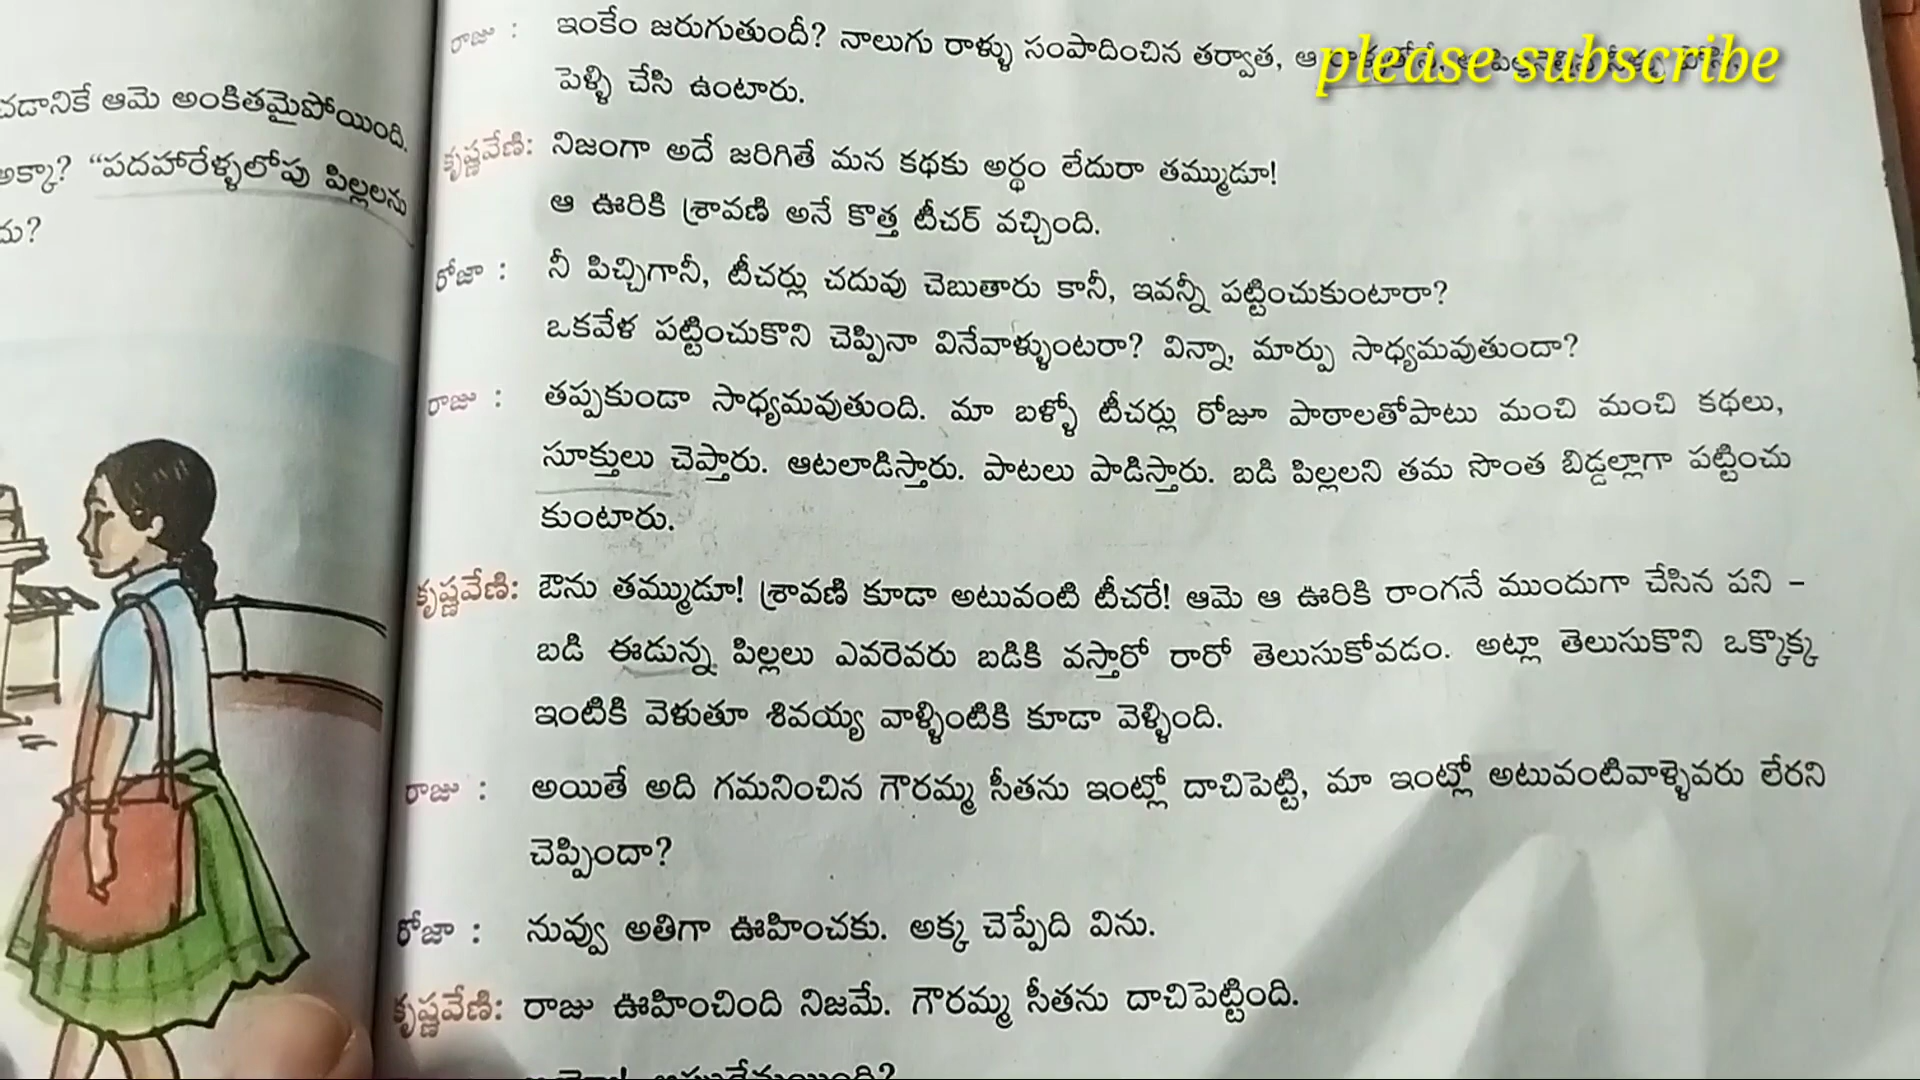 చడానికే ఆమె అంకితమైపోయింది.
అక్కా? “పదహారేళ్ళలోపు పిల్లలను
రాజు : ఇంకేం జరుగుతుందీ? నాలుగు రాళ్ళు సంపాదించిన తర్వాత, ఆ
please subscribe
పెళ్ళి చేసి ఉంటారు.
కృష్ణవేణి: నిజంగా అదే జరిగితే మన కథకు అర్థం లేదురా తమ్ముడూ!
ఆ ఊరికి శ్రావణి అనే కొత్త టీచర్ వచ్చింది.
రోజా : నీ పిచ్చిగానీ, టీచర్లు చదువు చెబుతారు కానీ, ఇవన్నీ పట్టించుకుంటారా?
ఒకవేళ పట్టించుకొని చెప్పినా వినేవాళ్ళుంటరా? విన్నా, మార్పు సాధ్యమవుతుందా?
రాజు : తప్పకుండా సాధ్యమవుతుంది. మా బళ్ళో టీచర్లు రోజూ పాఠాలతోపాటు మంచి మంచి కథలు,
సూక్తులు చెప్తారు. ఆటలాడిస్తారు. పాటలు పాడిస్తారు. బడి పిల్లలని తమ సొంత బిడ్డల్లాగా పట్టించు
కుంటారు.
కృష్ణవేణి: ఔను తమ్ముడూ! శ్రావణి కూడా అటువంటి టీచరే! ఆమె ఆ ఊరికి రాంగనే ముందుగా చేసిన పని –
బడి ఈడున్న పిల్లలు ఎవరెవరు బడికి వస్తారో రారో తెలుసుకోవడం. అట్లా తెలుసుకొని ఒక్కొక్క
ఇంటికి వెళుతూ శివయ్య వాళ్ళింటికి కూడా వెళ్ళింది.
రాజు : అయితే అది గమనించిన గౌరమ్మ సీతను ఇంట్లో దాచిపెట్టి, మా ఇంట్లో అటువంటివాళ్ళెవరు లేరని
చెప్పిందా?
రోజా : నువ్వు అతిగా ఊహించకు. అక్క చెప్పేది విను.
కృష్ణవేణి: రాజు ఊహించింది నిజమే. గౌరమ్మ సీతను దాచిపెట్టింది.